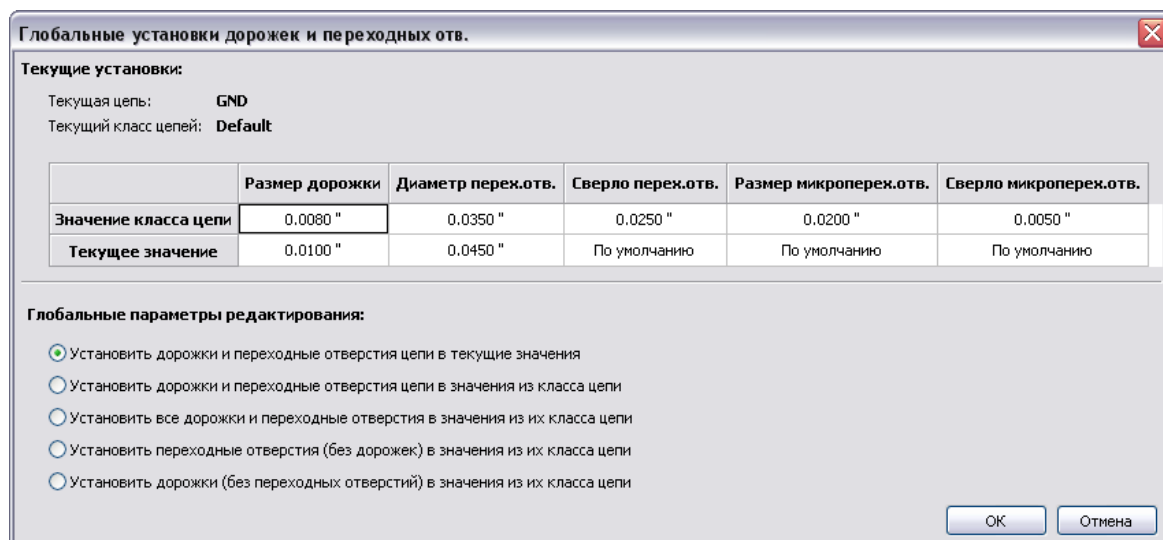 Глобальные установки дорожек и переходных отв.
Текущие установки:
Текущая цепь: GND
Текущий класс цепей: Default
Размер дорожки Диаметр перех.отв. Сверло перех.отв. Размер микроперех.отв. Сверло микроперех.отв.
Значение класса цепи 0.0080 " 0.0350 " 0.0250 " 0.0200 " 0.0050 "
Текущее значение 0.0100 " 0.0450 " По умолчанию По умолчанию По умолчанию
Глобальные параметры редактирования:
Установить дорожки и переходные отверстия цепи в текущие значения
Установить дорожки и переходные отверстия цепи в значения из класса цепи
Установить все дорожки и переходные отверстия в значения из их класса цепи
Установить переходные отверстия (без дорожек) в значения из их класса цепи
Установить дорожки (без переходных отверстий) в значения из их класса цепи
OK Отмена